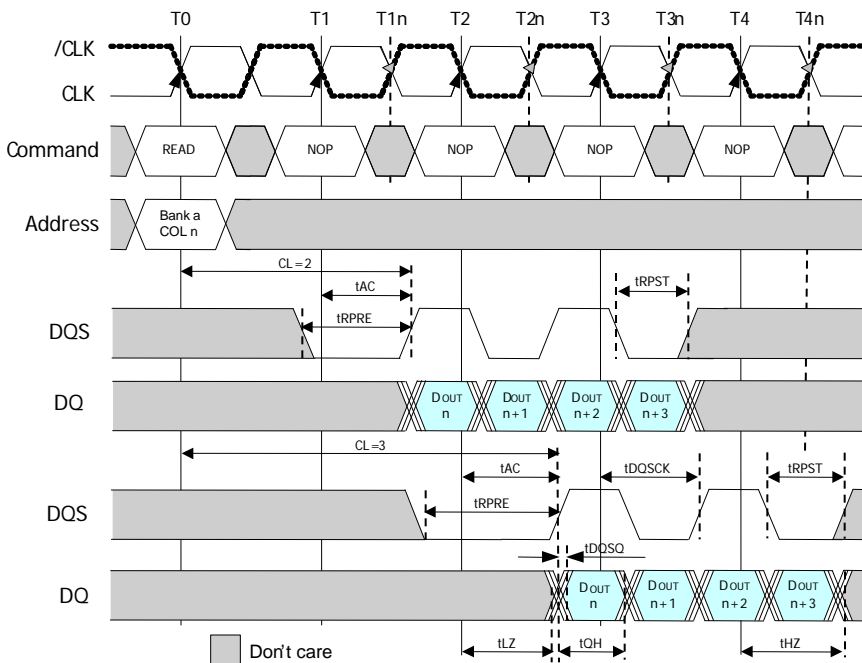 T0 T1 T1n T2 T2n T3 T3n T4 T4n
/CLK
CLK
Command READ NOP NOP NOP NOP
Address Bank a
COL n
CL=2
tAC tRPST
tRPRE
DQS
DQ DOUT n DOUT n+1 DOUT n+2 DOUT n+3
CL=3
tAC tDQSCK tRPST
tRPRE
DQS
tDQSQ
DQ DOUT n DOUT n+1 DOUT n+2 DOUT n+3
tLZ tQH tHZ
Don't care